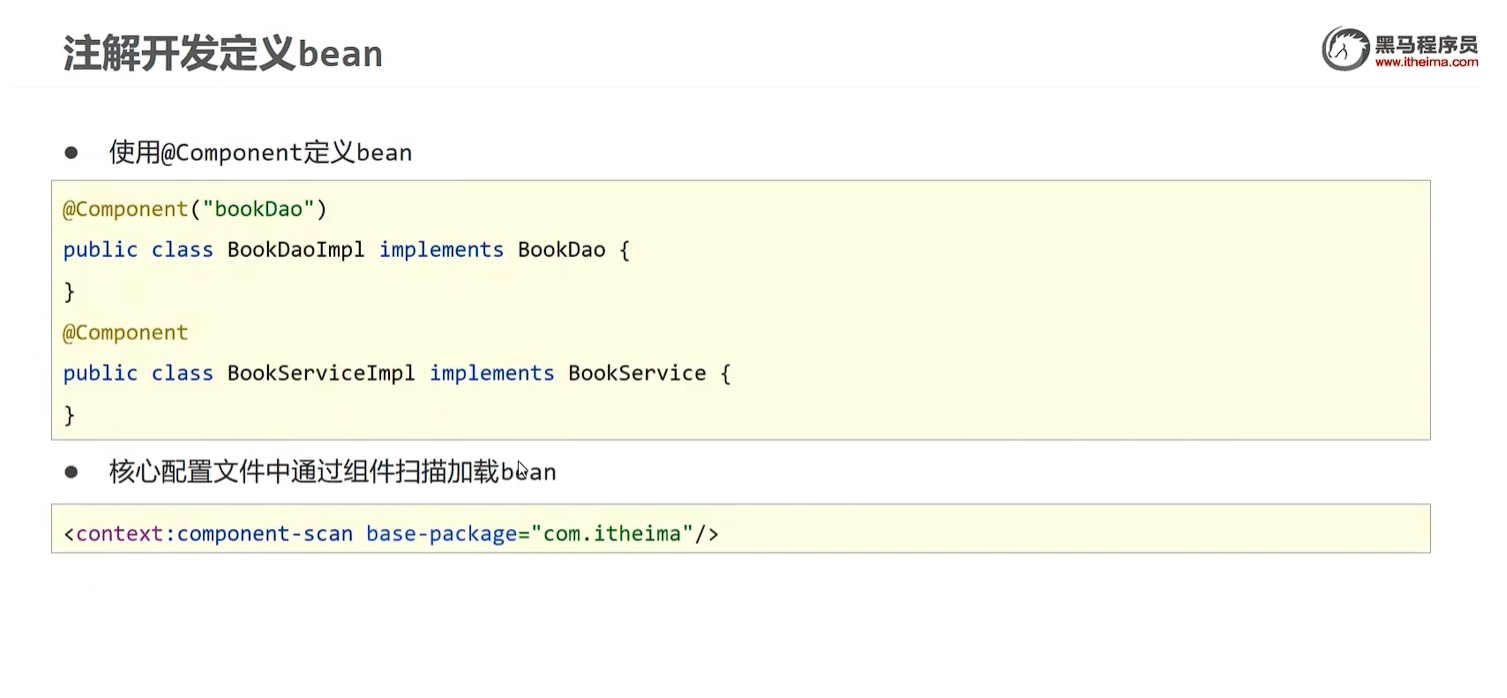 注解开发定义bean
黑马程序员
www.itheima.com
● 使用@Component定义bean
@Component("bookDao")
public class BookDaoImpl implements BookDao {
}
@Component
public class BookServiceImpl implements BookService {
}
● 核心配置文件中通过组件扫描加载bean
<context:component-scan base-package="com.itheima"/>